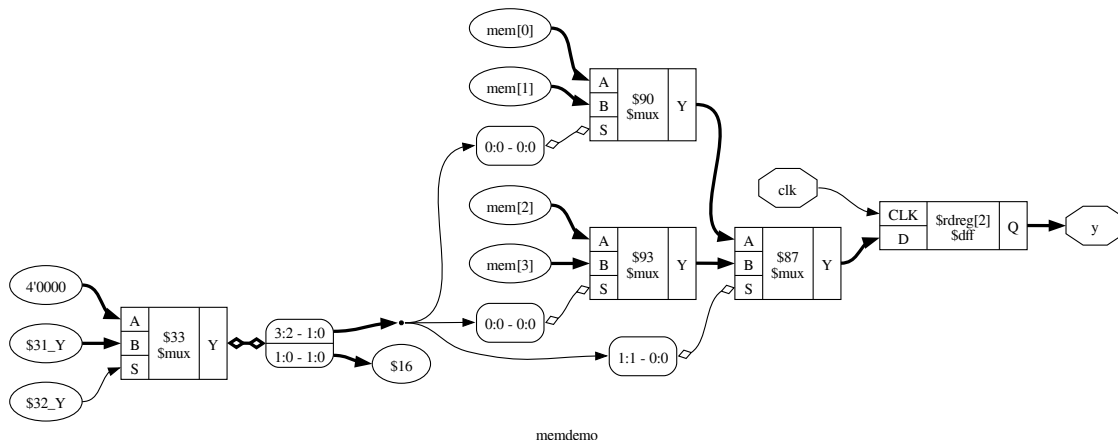 mem[0]
mem[1]
A
B
S
$90
$mux
Y
0:0 - 0:0
mem[2]
mem[3]
A
B
S
$93
$mux
Y
0:0 - 0:0
clk
CLK
D
$rdreg[2]
$dff
Q
y
A
B
S
$87
$mux
Y
1:1 - 0:0
4'0000
$31_Y
$32_Y
A
B
S
$33
$mux
Y
3:2 - 1:0
1:0 - 1:0
$16
memdemo